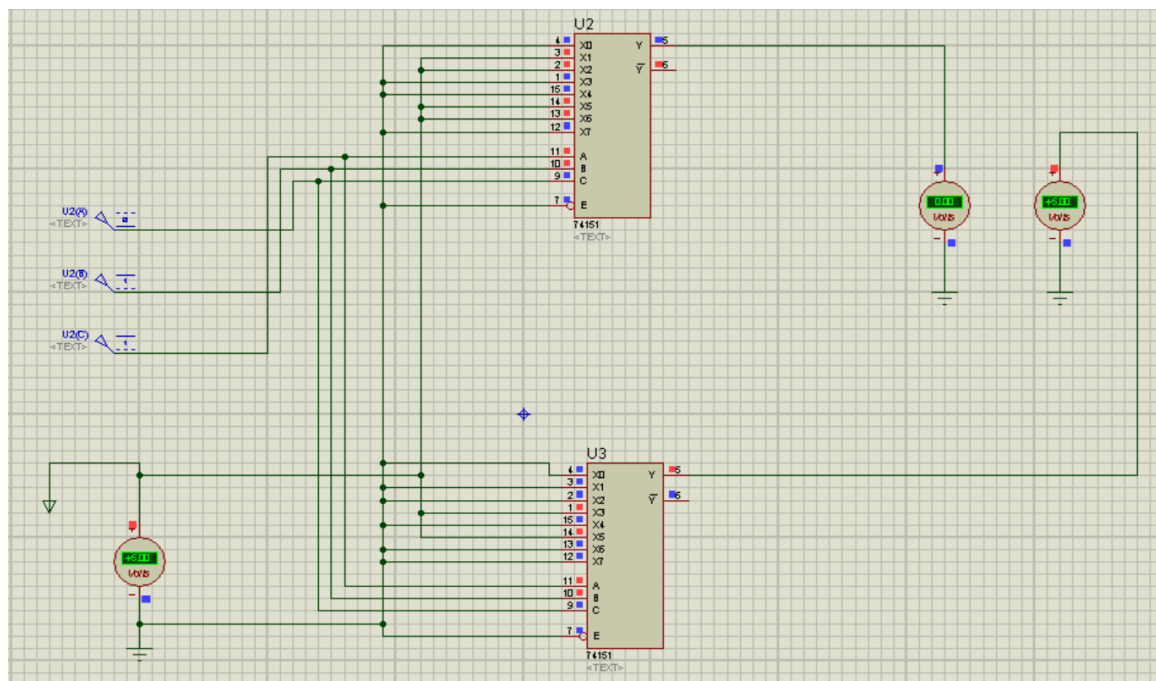 U2
4 X0 Y 5
3 X1
2 X2 Y 6
1 X3
15 X4
14 X5
13 X6
12 X7
11 A
10 B
9 C
7 E
74151
<TEXT>
U2(A)
<TEXT>
0
U2(B)
<TEXT>
1
U2(C)
<TEXT>
1
+
0.00
Volts
-
+
+5.00
Volts
-
U3
4 X0 Y 5
3 X1
2 X2 Y 6
1 X3
15 X4
14 X5
13 X6
12 X7
11 A
10 B
9 C
7 E
74151
<TEXT>
+
+5.00
Volts
-